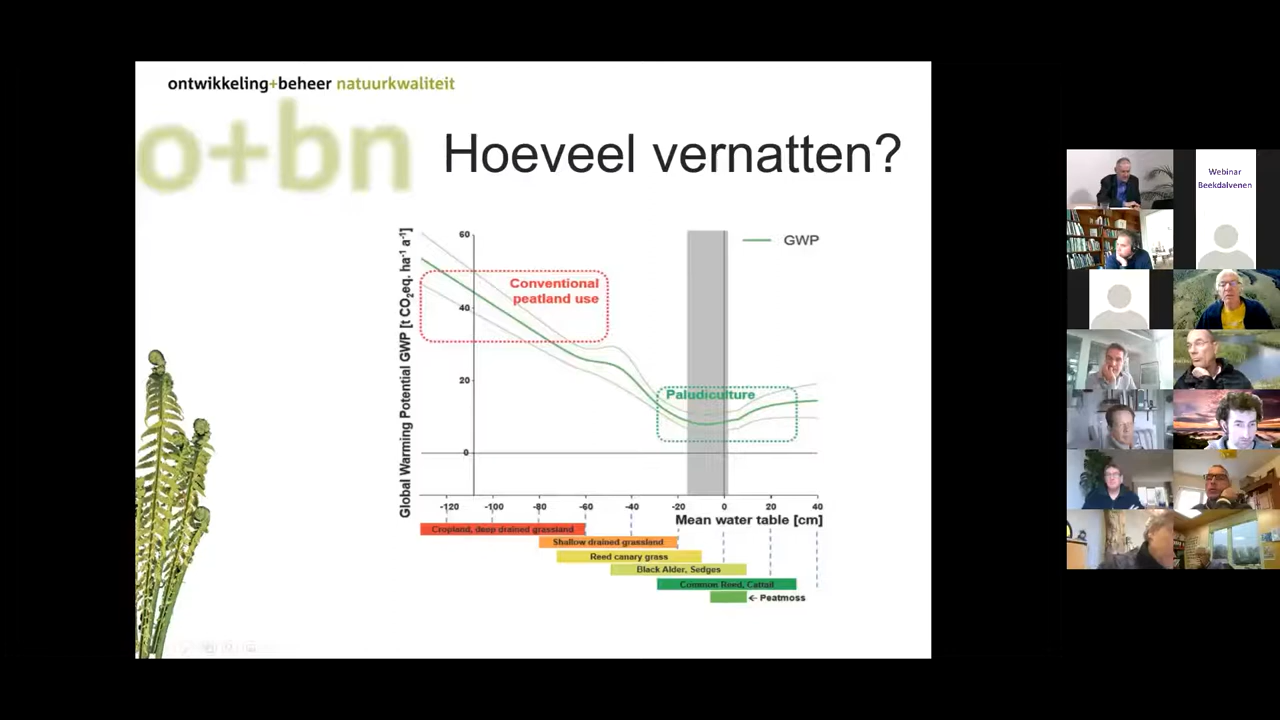 ontwikkeling+beheer natuurkwaliteit
o+bn
Hoeveel vernatten?
Global Warming Potential GWP [t CO₂eq. ha⁻¹ a⁻¹]
60
40
20
0
Conventional
peatland use
GWP
Paludiculture
-120 -100 -80 -60 -40 -20 0 20 40
Mean water table [cm]
Cropland, deep drained grassland
Shallow drained grassland
Reed canary grass
Black Alder, Sedges
Common Reed, Cattail
← Peatmoss
Webinar
Beekdalvenen